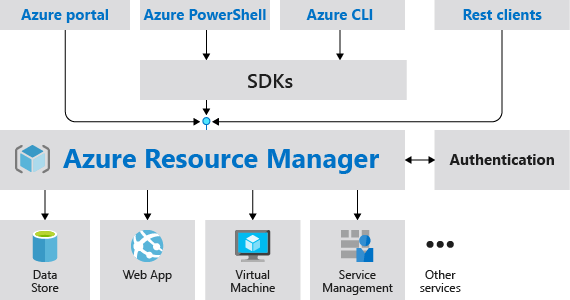 Azure portal
Azure PowerShell
Azure CLI
Rest clients
SDKs
Azure Resource Manager
Authentication
Data
Store
Web App
Virtual
Machine
Service
Management
Other
services